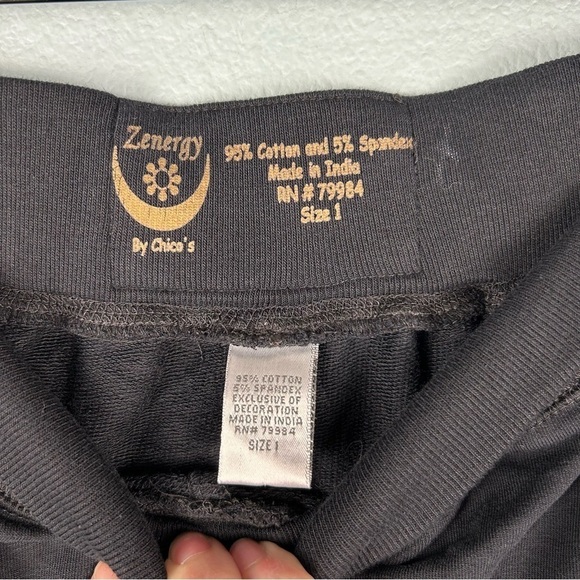 Zenergy
By Chico's
95% Cotton and 5% Spandex
Made in India
RN # 79984
Size 1
95% COTTON
5% SPANDEX
EXCLUSIVE OF
DECORATION
MADE IN INDIA
RN# 79984
SIZE 1